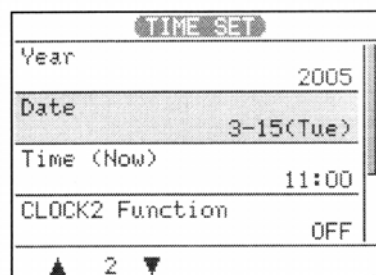 TIME SET
Year
2005
Date
3-15(Tue)
Time (Now)
11:00
CLOCK2 Function
OFF
▲ 2 ▼